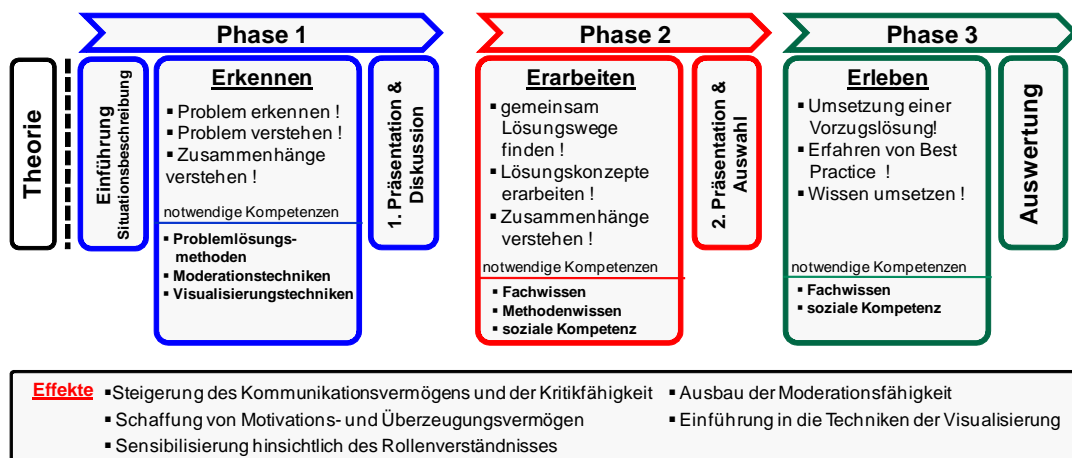 Phase 1
Phase 2
Phase 3
Theorie
Einführung
Situationsbeschreibung
Erkennen
▪ Problem erkennen !
▪ Problem verstehen !
▪ Zusammenhänge
verstehen !
notwendige Kompetenzen
▪ Problemlösungs-
methoden
▪ Moderationstechniken
▪ Visualisierungstechniken
1. Präsentation &
Diskussion
Erarbeiten
▪ gemeinsam
Lösungswege
finden !
▪ Lösungskonzepte
erarbeiten !
▪ Zusammenhänge
verstehen !
notwendige Kompetenzen
▪ Fachwissen
▪ Methodenwissen
▪ soziale Kompetenz
2. Präsentation &
Auswahl
Erleben
▪ Umsetzung einer
Vorzugslösung!
▪ Erfahren von Best
Practice !
▪ Wissen umsetzen !
notwendige Kompetenzen
▪ Fachwissen
▪ soziale Kompetenz
Auswertung
Effekte
▪ Steigerung des Kommunikationsvermögens und der Kritikfähigkeit
▪ Schaffung von Motivations- und Überzeugungsvermögen
▪ Sensibilisierung hinsichtlich des Rollenverständnisses
▪ Ausbau der Moderationsfähigkeit
▪ Einführung in die Techniken der Visualisierung